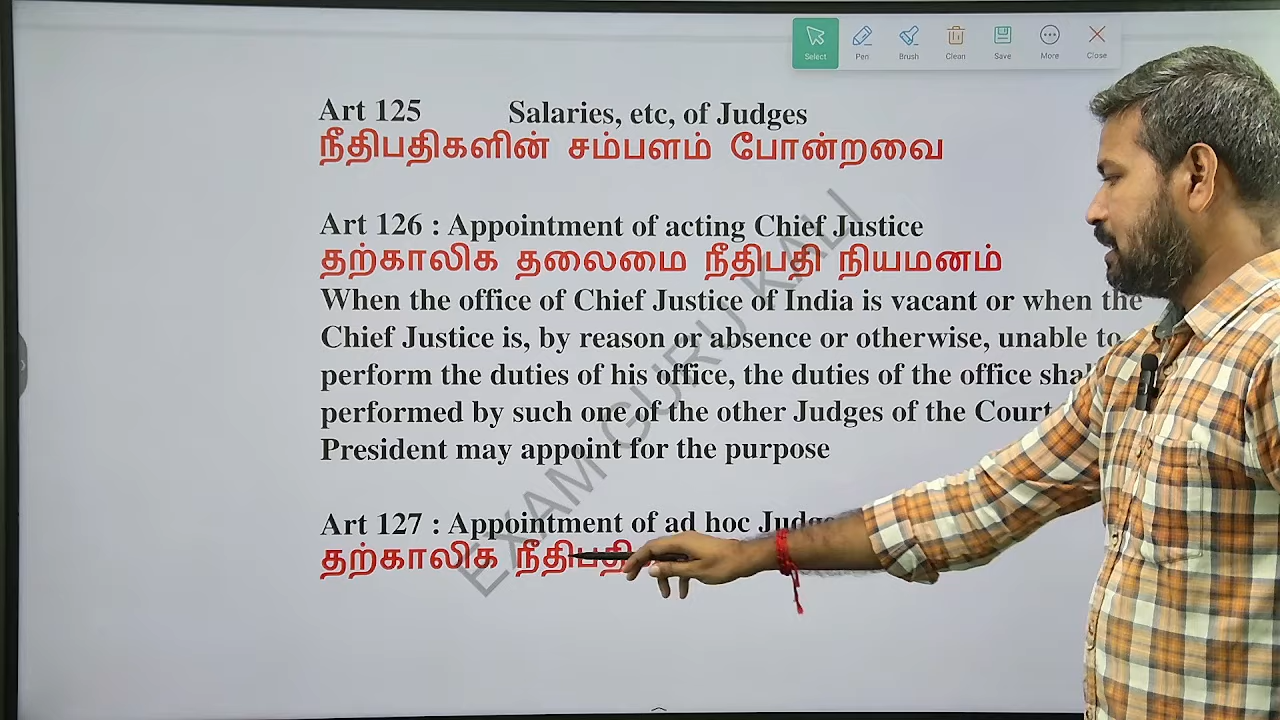 Select Pen Brush Clean Save More Close
Art 125 Salaries, etc, of Judges
நீதிபதிகளின் சம்பளம் போன்றவை
Art 126 : Appointment of acting Chief Justice
தற்காலிக தலைமை நீதிபதி நியமனம்
When the office of Chief Justice of India is vacant or when the
Chief Justice is, by reason or absence or otherwise, unable to
perform the duties of his office, the duties of the office
performed by such one of the other Judges of the Court
President may appoint for the purpose
Art 127 : Appointment of ad hoc
தற்காலிக
EXAM GURU KALI